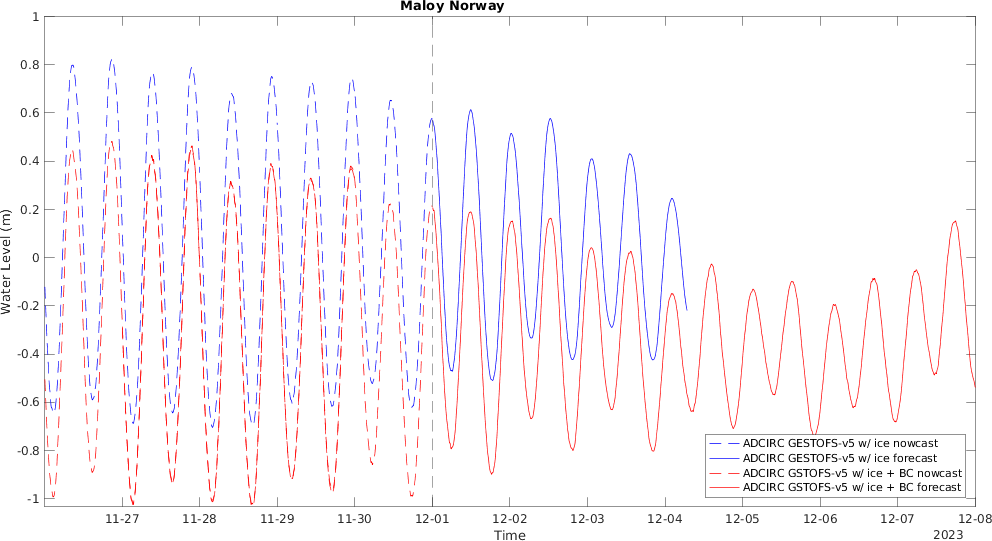 Maloy Norway
1
0.8
0.6
0.4
0.2
0
-0.2
-0.4
-0.6
-0.8
-1
Water Level (m)
ADCIRC GESTOFS-v5 w/ ice nowcast
ADCIRC GESTOFS-v5 w/ ice forecast
ADCIRC GSTOFS-v5 w/ ice + BC nowcast
ADCIRC GSTOFS-v5 w/ ice + BC forecast
11-27 11-28 11-29 11-30 12-01 12-02 12-03 12-04 12-05 12-06 12-07 12-08
Time
2023